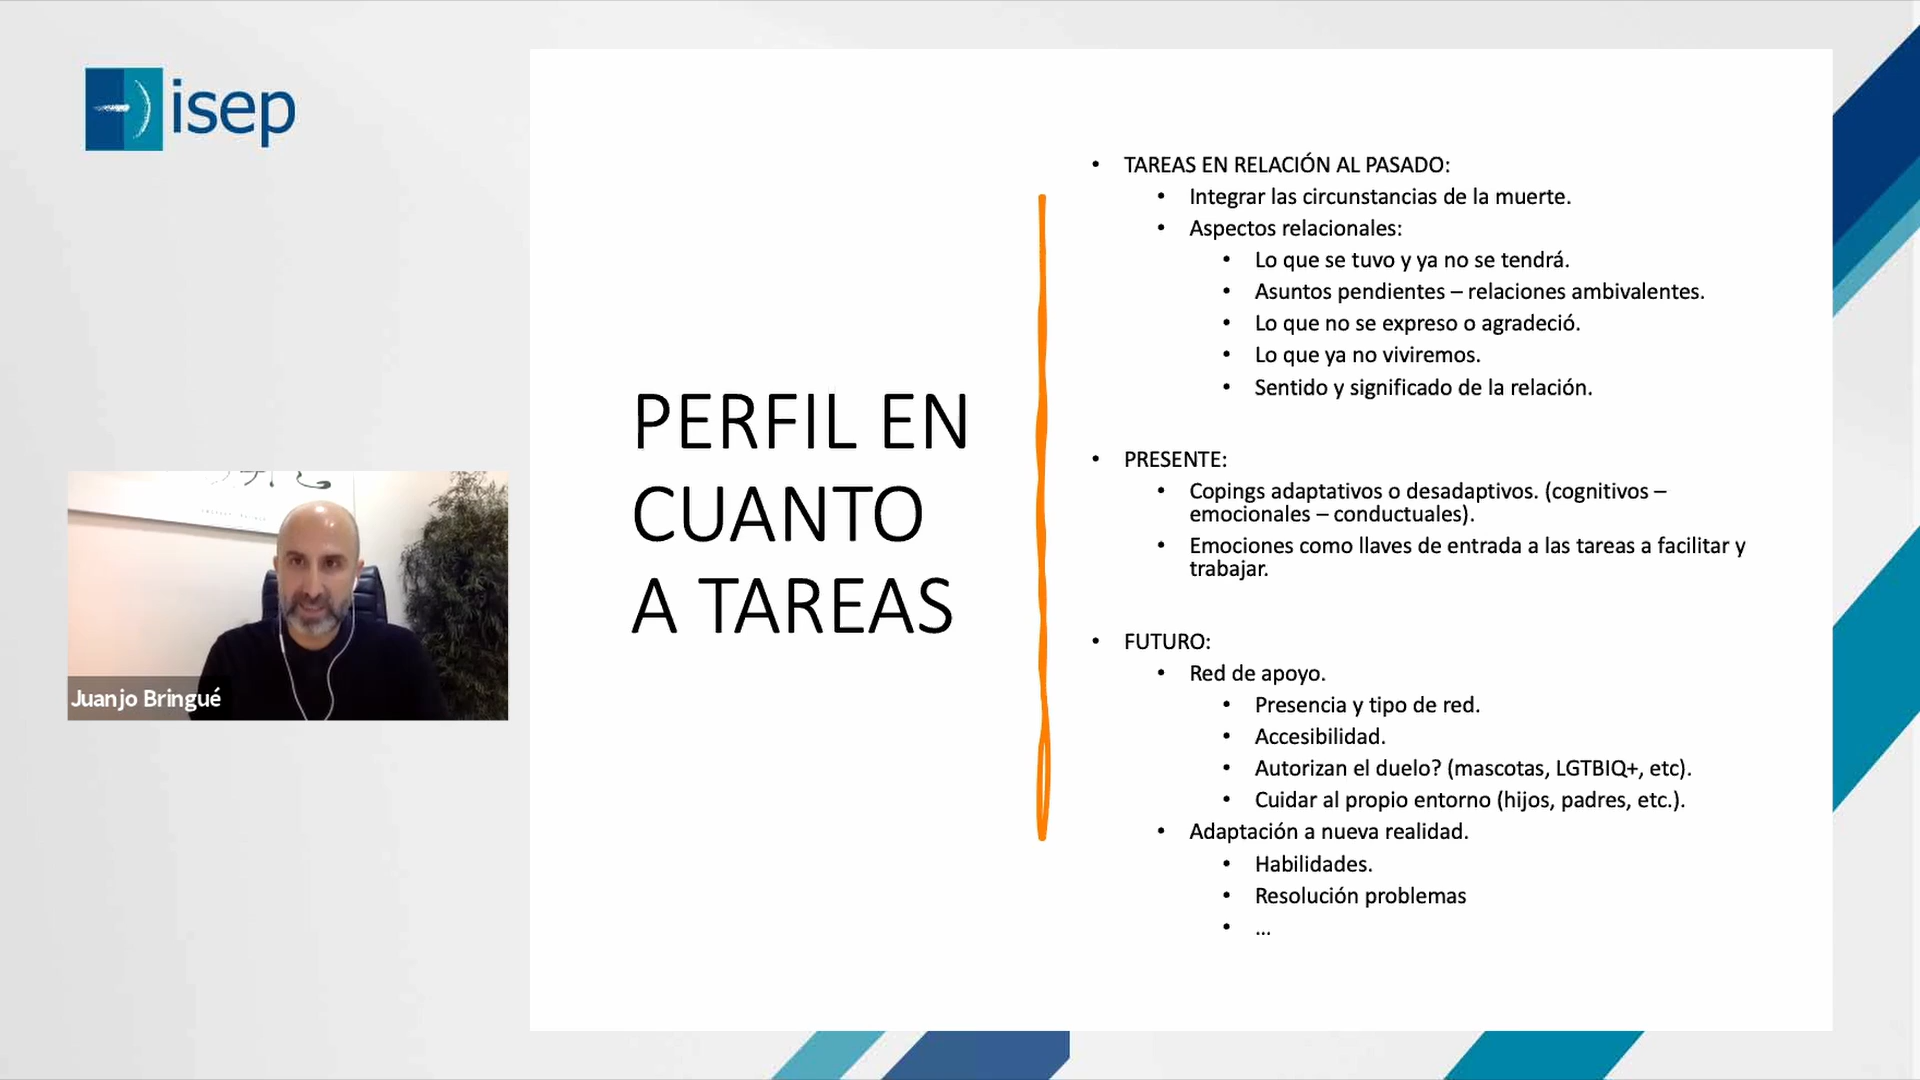 isep
PERFIL EN
CUANTO
A TAREAS
• TAREAS EN RELACIÓN AL PASADO:
• Integrar las circunstancias de la muerte.
• Aspectos relacionales:
• Lo que se tuvo y ya no se tendrá.
• Asuntos pendientes – relaciones ambivalentes.
• Lo que no se expreso o agradeció.
• Lo que ya no viviremos.
• Sentido y significado de la relación.
• PRESENTE:
• Copings adaptativos o desadaptivos. (cognitivos –
emocionales – conductuales).
• Emociones como llaves de entrada a las tareas a facilitar y
trabajar.
• FUTURO:
• Red de apoyo.
• Presencia y tipo de red.
• Accesibilidad.
• Autorizan el duelo? (mascotas, LGTBIQ+, etc).
• Cuidar al propio entorno (hijos, padres, etc.).
• Adaptación a nueva realidad.
• Habilidades.
• Resolución problemas
• ...
Juanjo Bringué